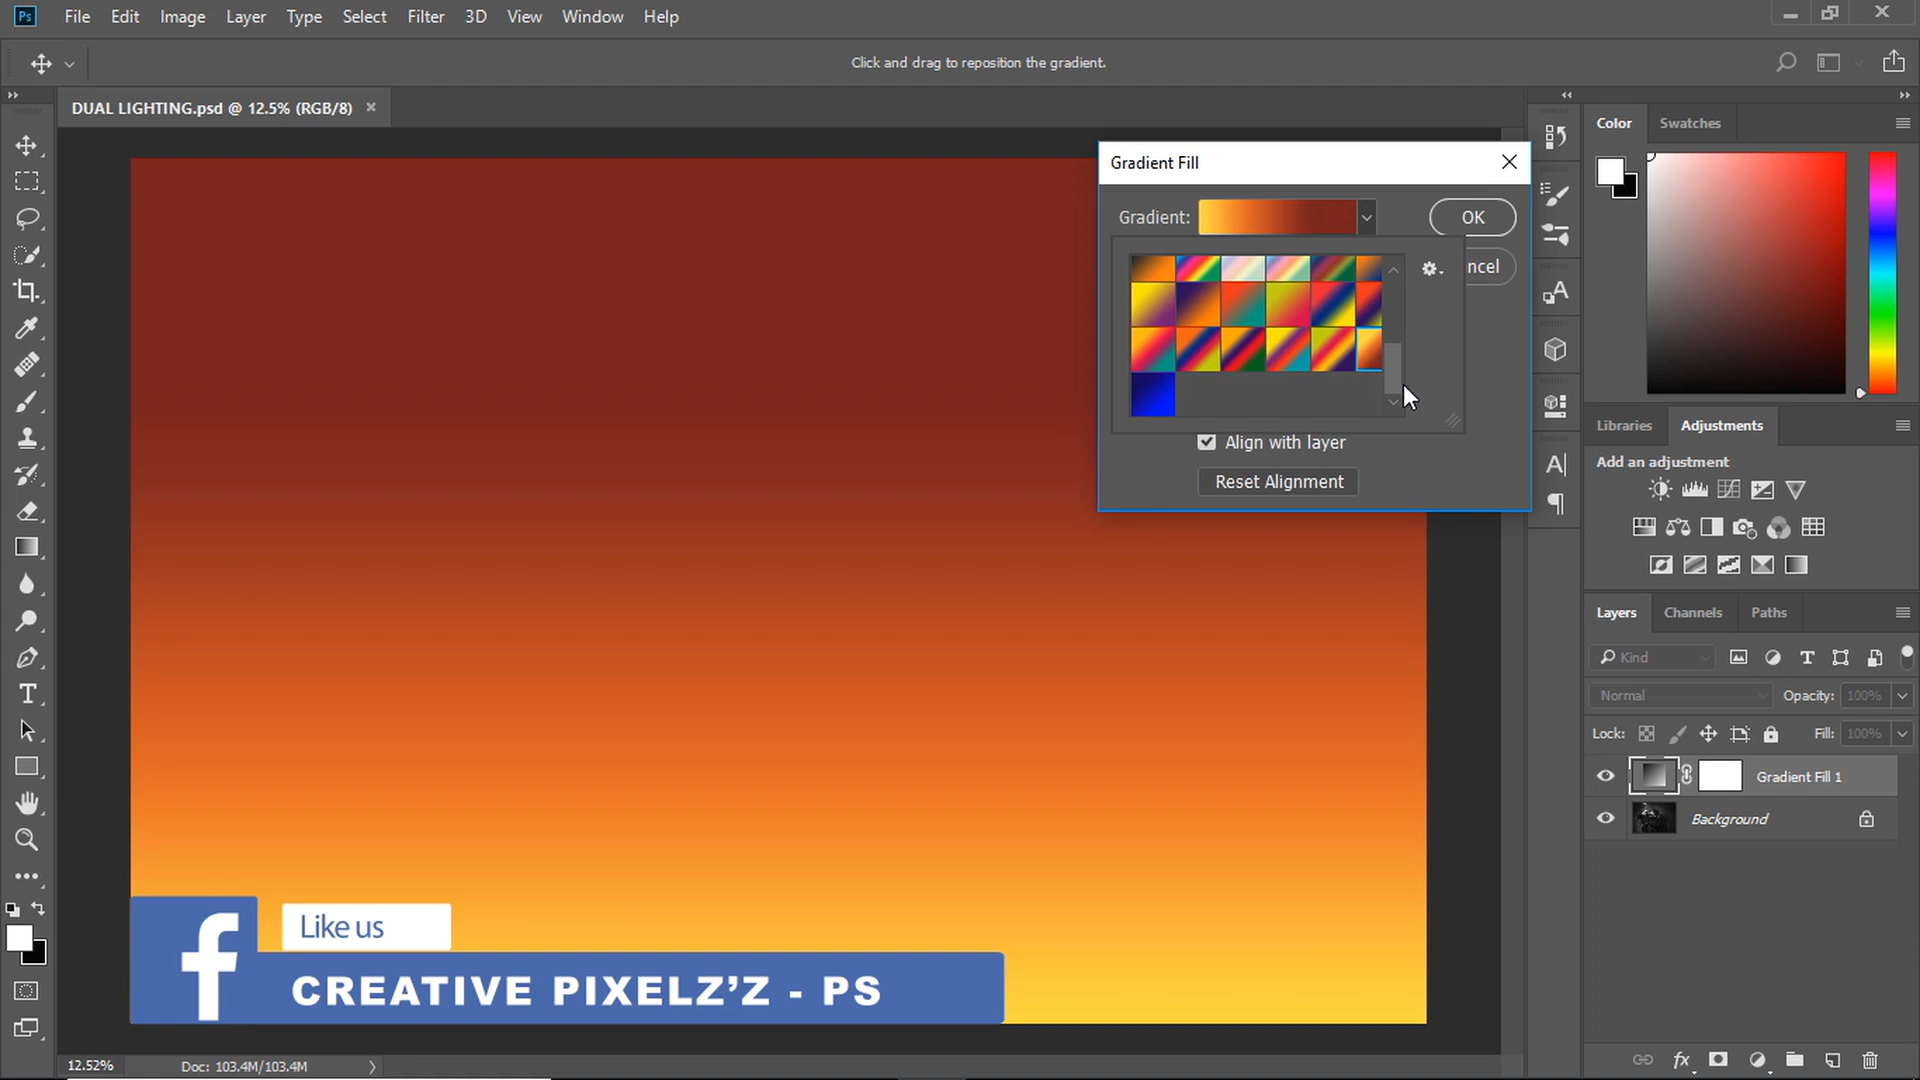 Ps File Edit Image Layer Type Select Filter 3D View Window Help
Click and drag to reposition the gradient.
DUAL LIGHTING.psd @ 12.5% (RGB/8) ×
Color Swatches
Gradient Fill
Gradient: OK
ncel
Align with layer
Reset Alignment
Libraries Adjustments
Add an adjustment
Layers Channels Paths
Kind
Normal Opacity: 100%
Lock: Fill: 100%
Gradient Fill 1
Background
f Like us
CREATIVE PIXELZ’Z - PS
12.52% Doc: 103.4M/103.4M